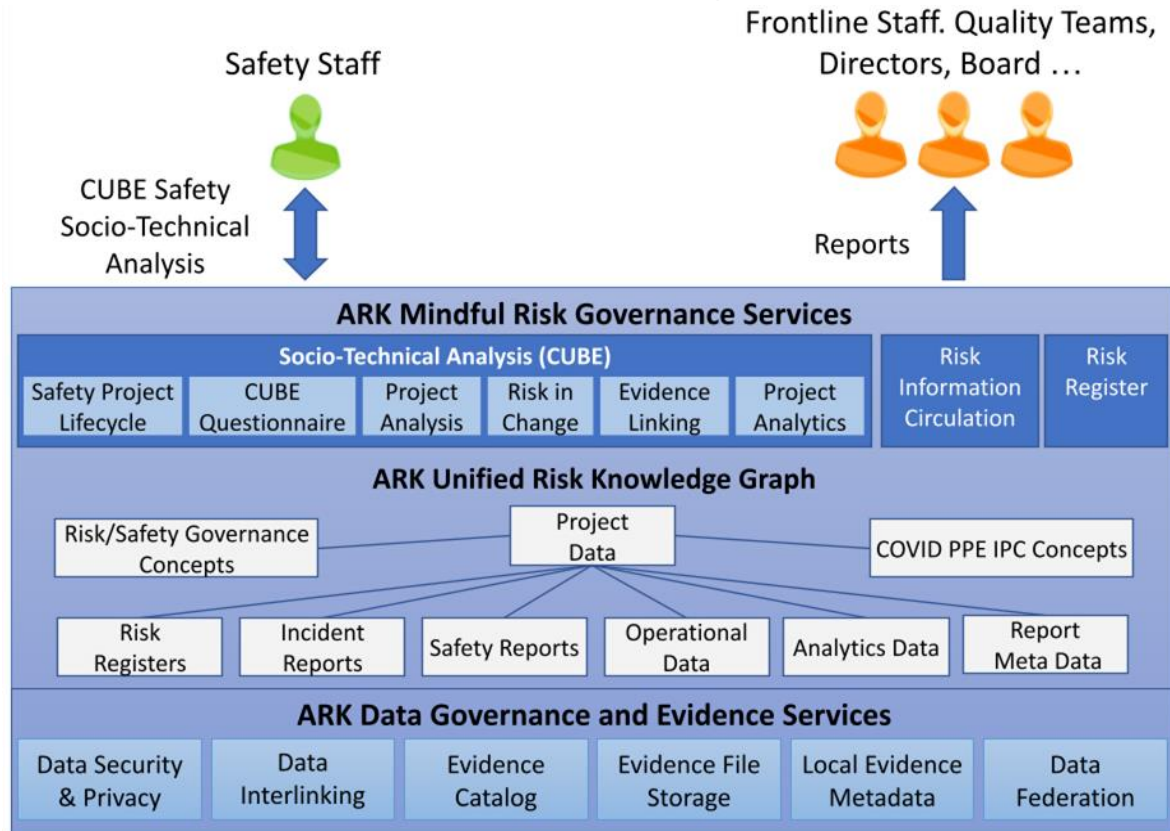 Safety Staff
Frontline Staff. Quality Teams,
Directors, Board ...
CUBE Safety
Socio-Technical
Analysis
Reports
ARK Mindful Risk Governance Services
Socio-Technical Analysis (CUBE)
Safety Project
Lifecycle
CUBE
Questionnaire
Project
Analysis
Risk in
Change
Evidence
Linking
Project
Analytics
Risk
Information
Circulation
Risk
Register
ARK Unified Risk Knowledge Graph
Risk/Safety Governance
Concepts
Project
Data
COVID PPE IPC Concepts
Risk
Registers
Incident
Reports
Safety Reports
Operational
Data
Analytics Data
Report
Meta Data
ARK Data Governance and Evidence Services
Data Security
& Privacy
Data
Interlinking
Evidence
Catalog
Evidence File
Storage
Local Evidence
Metadata
Data
Federation